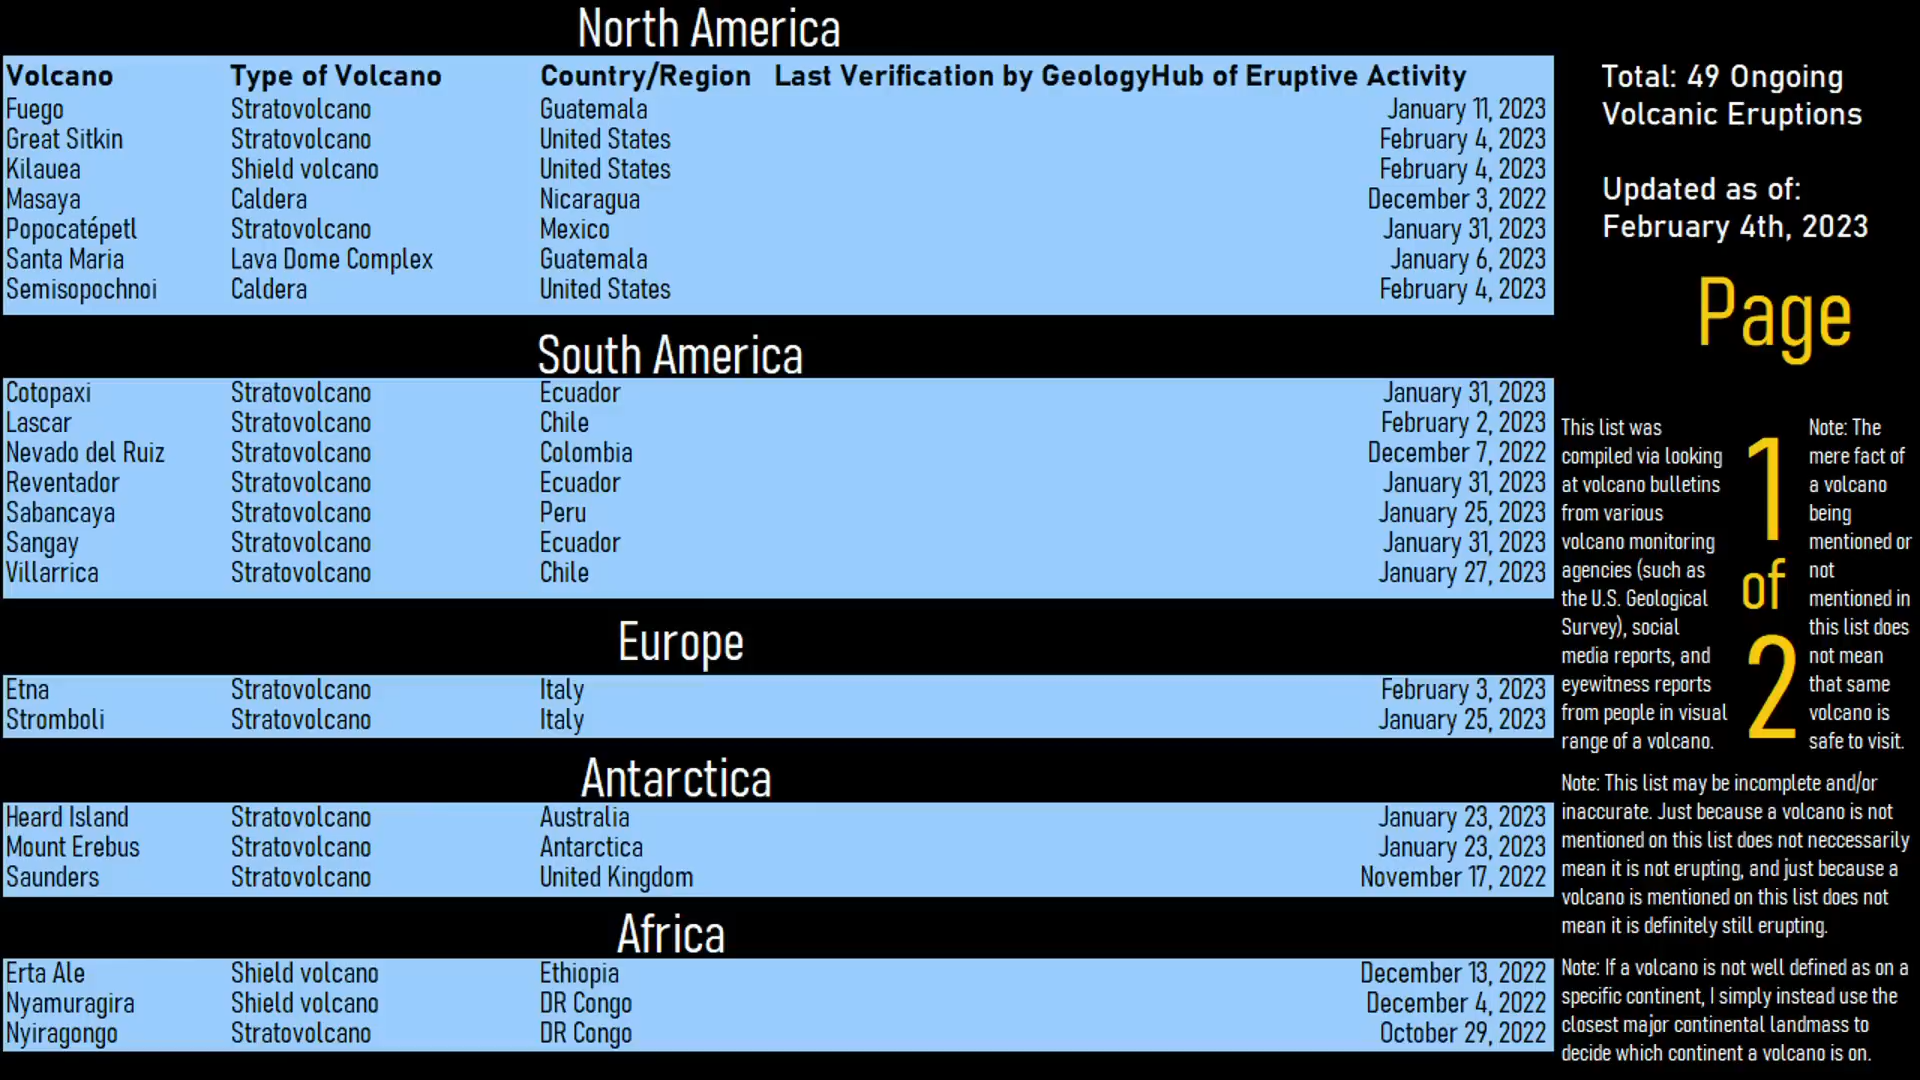 North America
Volcano Type of Volcano Country/Region Last Verification by GeologyHub of Eruptive Activity
Fuego Stratovolcano Guatemala January 11, 2023
Great Sitkin Stratovolcano United States February 4, 2023
Kilauea Shield volcano United States February 4, 2023
Masaya Caldera Nicaragua December 3, 2022
Popocatépetl Stratovolcano Mexico January 31, 2023
Santa Maria Lava Dome Complex Guatemala January 6, 2023
Semisopochnoi Caldera United States February 4, 2023
South America
Cotopaxi Stratovolcano Ecuador January 31, 2023
Lascar Stratovolcano Chile February 2, 2023
Nevado del Ruiz Stratovolcano Colombia December 7, 2022
Reventador Stratovolcano Ecuador January 31, 2023
Sabancaya Stratovolcano Peru January 25, 2023
Sangay Stratovolcano Ecuador January 31, 2023
Villarrica Stratovolcano Chile January 27, 2023
Europe
Etna Stratovolcano Italy February 3, 2023
Stromboli Stratovolcano Italy January 25, 2023
Antarctica
Heard Island Stratovolcano Australia January 23, 2023
Mount Erebus Stratovolcano Antarctica January 23, 2023
Saunders Stratovolcano United Kingdom November 17, 2022
Africa
Erta Ale Shield volcano Ethiopia December 13, 2022
Nyamuragira Shield volcano DR Congo December 4, 2022
Nyiragongo Stratovolcano DR Congo October 29, 2022
Total: 49 Ongoing
Volcanic Eruptions
Updated as of:
February 4th, 2023
Page
1
of
2
This list was
compiled via looking
at volcano bulletins
from various
volcano monitoring
agencies (such as
the U.S. Geological
Survey), social
media reports, and
eyewitness reports
from people in visual
range of a volcano.
Note: The
mere fact of
a volcano
being
mentioned or
not
mentioned in
this list does
not mean
that same
volcano is
safe to visit.
Note: This list may be incomplete and/or
inaccurate. Just because a volcano is not
mentioned on this list does not neccessarily
mean it is not erupting, and just because a
volcano is mentioned on this list does not
mean it is definitely still erupting.
Note: If a volcano is not well defined as on a
specific continent, I simply instead use the
closest major continental landmass to
decide which continent a volcano is on.